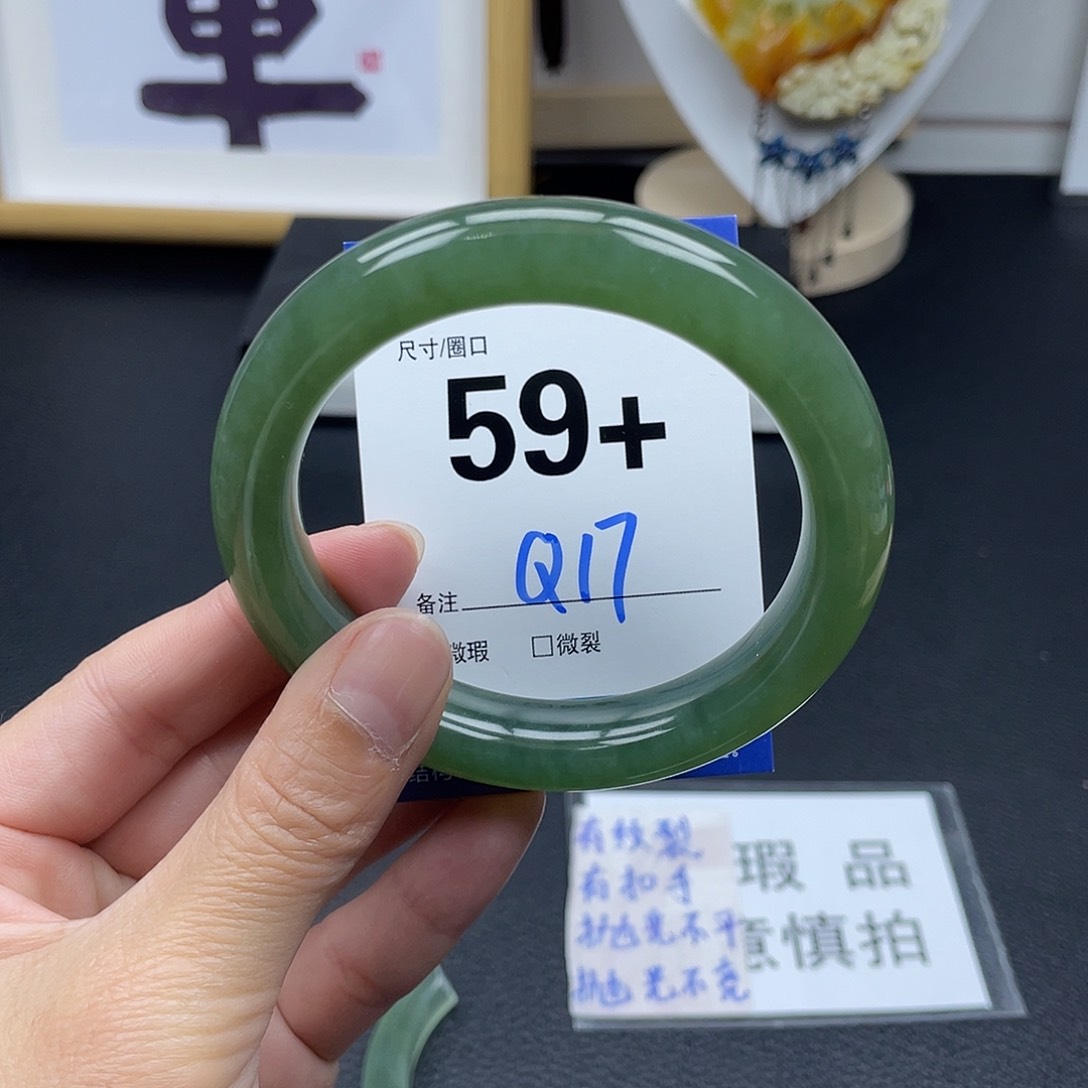 尺寸/圈口
59+
Q17
备注
微瑕 □微裂
有纹裂
有扣手
抛光不平
抛光不亮
瑕 品
意慎拍